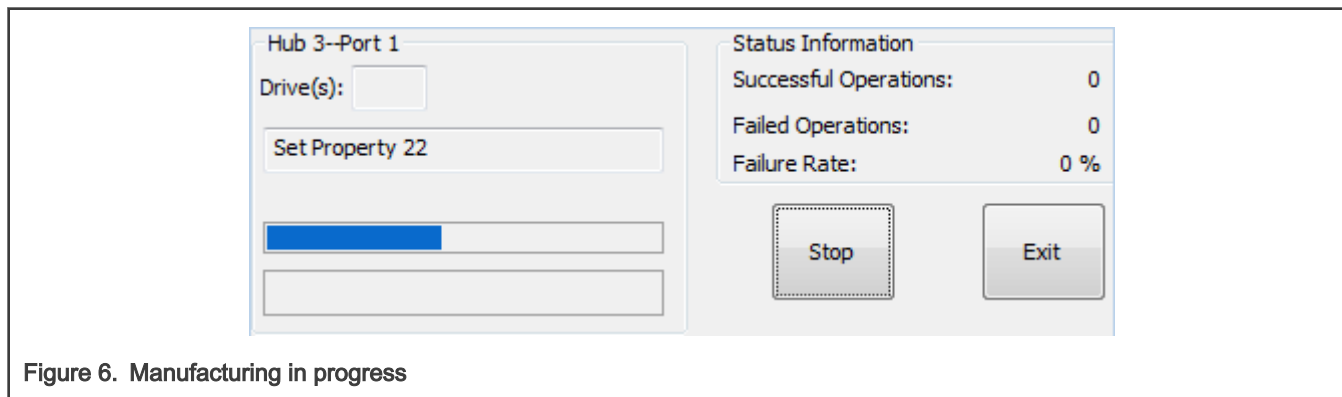 Hub 3--Port 1
Drive(s):
Set Property 22
Status Information
Successful Operations: 0
Failed Operations: 0
Failure Rate: 0 %
Stop Exit
Figure 6. Manufacturing in progress